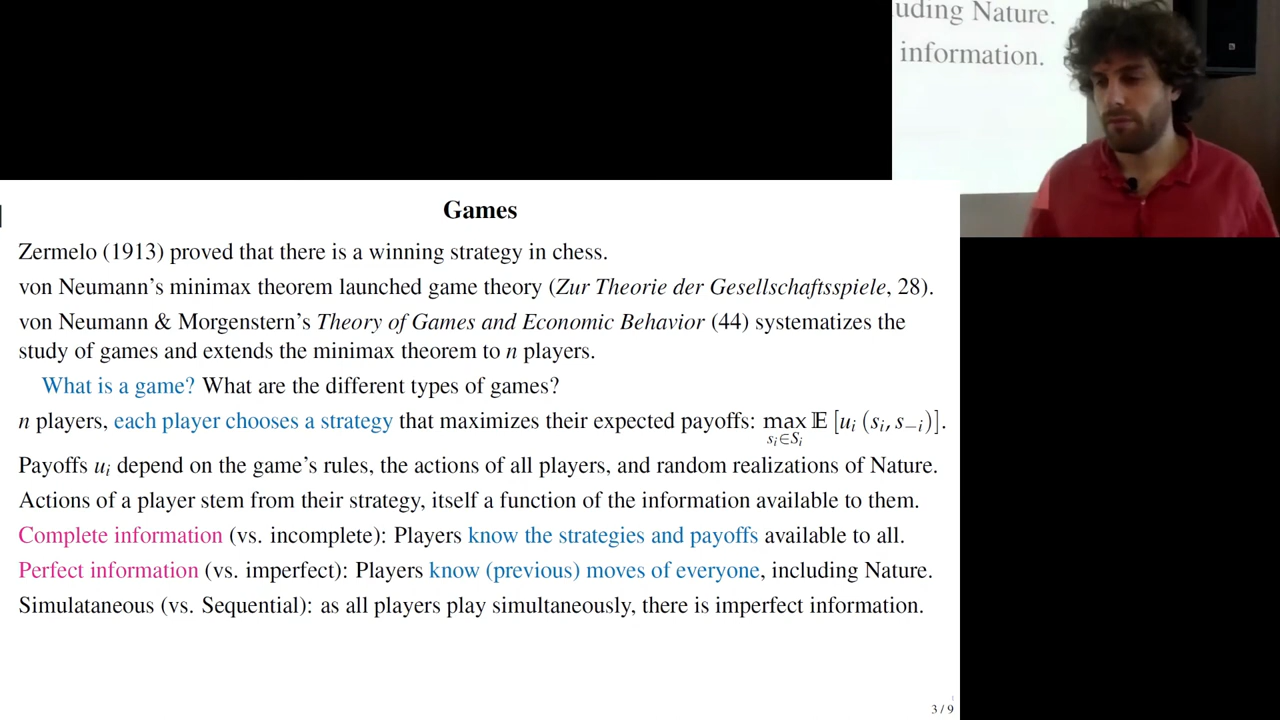 uding Nature.
information.
Games
Zermelo (1913) proved that there is a winning strategy in chess.
von Neumann's minimax theorem launched game theory (Zur Theorie der Gesellschaftsspiele, 28).
von Neumann & Morgenstern's Theory of Games and Economic Behavior (44) systematizes the
study of games and extends the minimax theorem to n players.
What is a game? What are the different types of games?
n players, each player chooses a strategy that maximizes their expected payoffs: max_{s_i∈S_i} 𝔼 [u_i (s_i, s_{−i})].
Payoffs u_i depend on the game's rules, the actions of all players, and random realizations of Nature.
Actions of a player stem from their strategy, itself a function of the information available to them.
Complete information (vs. incomplete): Players know the strategies and payoffs available to all.
Perfect information (vs. imperfect): Players know (previous) moves of everyone, including Nature.
Simulataneous (vs. Sequential): as all players play simultaneously, there is imperfect information.
3 / 9